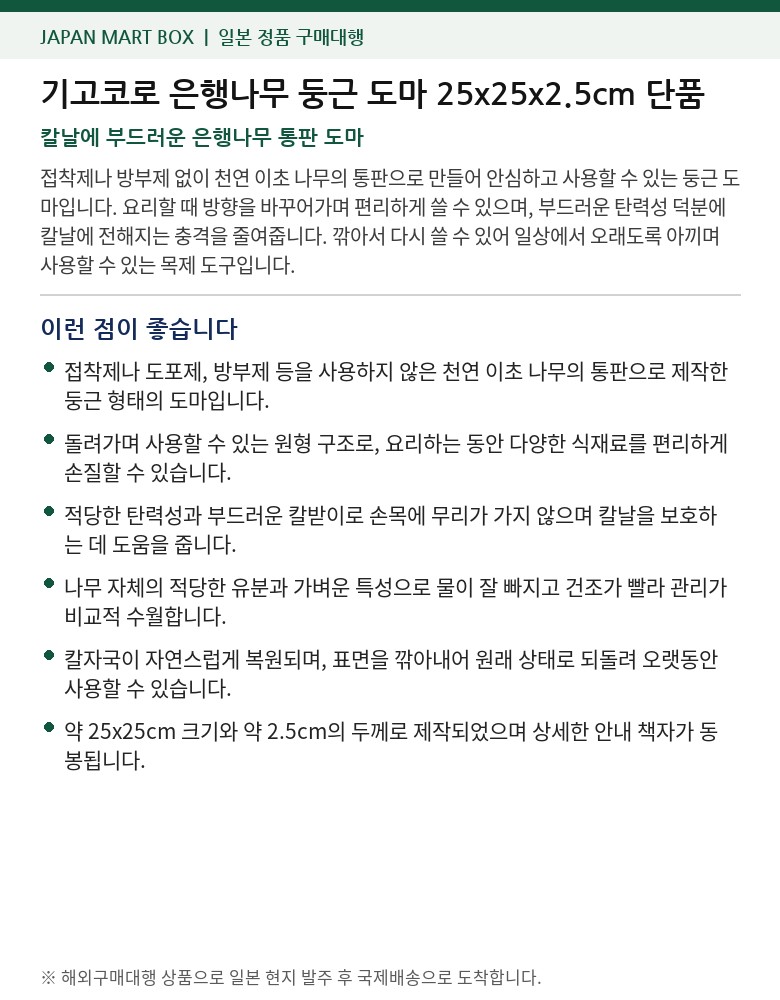 JAPAN MART BOX | 일본 정품 구매대행
기고코로 은행나무 둥근 도마 25x25x2.5cm 단품
칼날에 부드러운 은행나무 통판 도마
접착제나 방부제 없이 천연 이초 나무의 통판으로 만들어 안심하고 사용할 수 있는 둥근 도
마입니다. 요리할 때 방향을 바꾸어가며 편리하게 쓸 수 있으며, 부드러운 탄력성 덕분에
칼날에 전해지는 충격을 줄여줍니다. 깎아서 다시 쓸 수 있어 일상에서 오래도록 아끼며
사용할 수 있는 목제 도구입니다.
이런 점이 좋습니다
• 접착제나 도포제, 방부제 등을 사용하지 않은 천연 이초 나무의 통판으로 제작한
둥근 형태의 도마입니다.
• 돌려가며 사용할 수 있는 원형 구조로, 요리하는 동안 다양한 식재료를 편리하게
손질할 수 있습니다.
• 적당한 탄력성과 부드러운 칼받이로 손목에 무리가 가지 않으며 칼날을 보호하
는 데 도움을 줍니다.
• 나무 자체의 적당한 유분과 가벼운 특성으로 물이 잘 빠지고 건조가 빨라 관리가
비교적 수월합니다.
• 칼자국이 자연스럽게 복원되며, 표면을 깎아내어 원래 상태로 되돌려 오랫동안
사용할 수 있습니다.
• 약 25x25cm 크기와 약 2.5cm의 두께로 제작되었으며 상세한 안내 책자가 동
봉됩니다.
※ 해외구매대행 상품으로 일본 현지 발주 후 국제배송으로 도착합니다.